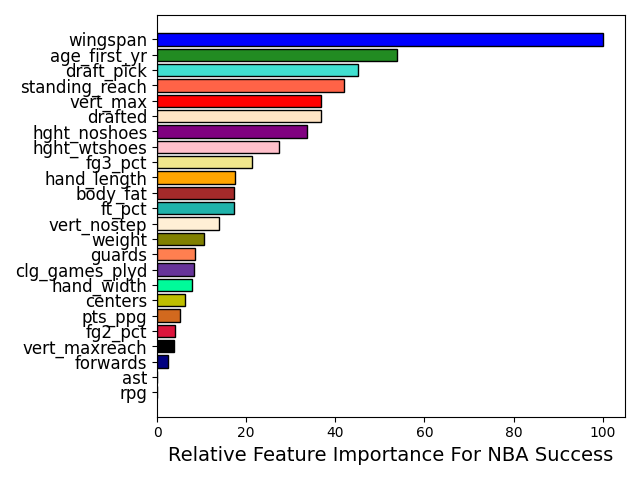 wingspan
age_first_yr
draft_pick
standing_reach
vert_max
drafted
hght_noshoes
hght_wtshoes
fg3_pct
hand_length
body_fat
ft_pct
vert_nostep
weight
guards
clg_games_plyd
hand_width
centers
pts_ppg
fg2_pct
vert_maxreach
forwards
ast
rpg
0 20 40 60 80 100
Relative Feature Importance For NBA Success